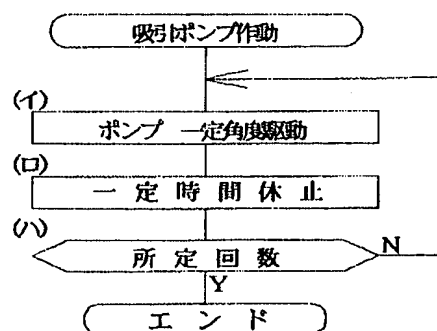 吸引ポンプ作動
(イ)
ポンプ 一定角度駆動
(ロ)
一定時間休止
(ハ)
所定回数
N
Y
エンド